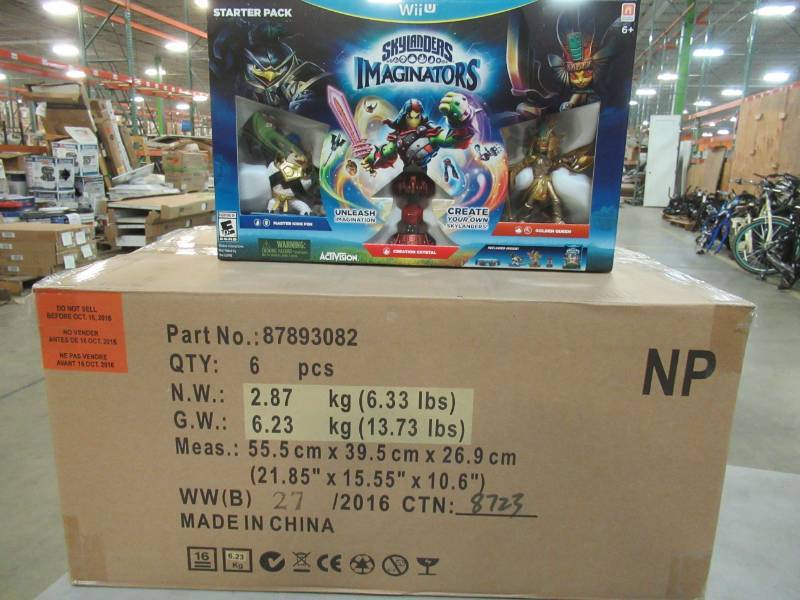 STARTER PACK
WiiU
6+
SKYLANDERS
IMAGINATORS
UNLEASH
IMAGINATION
CREATE
YOUR OWN
SKYLANDERS
MASTER KING PEN
GOLDEN QUEEN
CREATION CRYSTAL
WARNING:
ACTIVISION
E
DO NOT SELL
BEFORE OCT. 16, 2016
NO VENDER
ANTES DE 16 OCT. 2016
NE PAS VENDRE
AVANT 16 OCT. 2016
Part No.:87893082
QTY: 6 pcs
N.W.: 2.87 kg (6.33 lbs)
G.W.: 6.23 kg (13.73 lbs)
Meas.: 55.5 cm x 39.5 cm x 26.9 cm
(21.85" x 15.55" x 10.6")
WW(B) 27 /2016 CTN: 8723
MADE IN CHINA
NP
16
6.23
Kg
CE